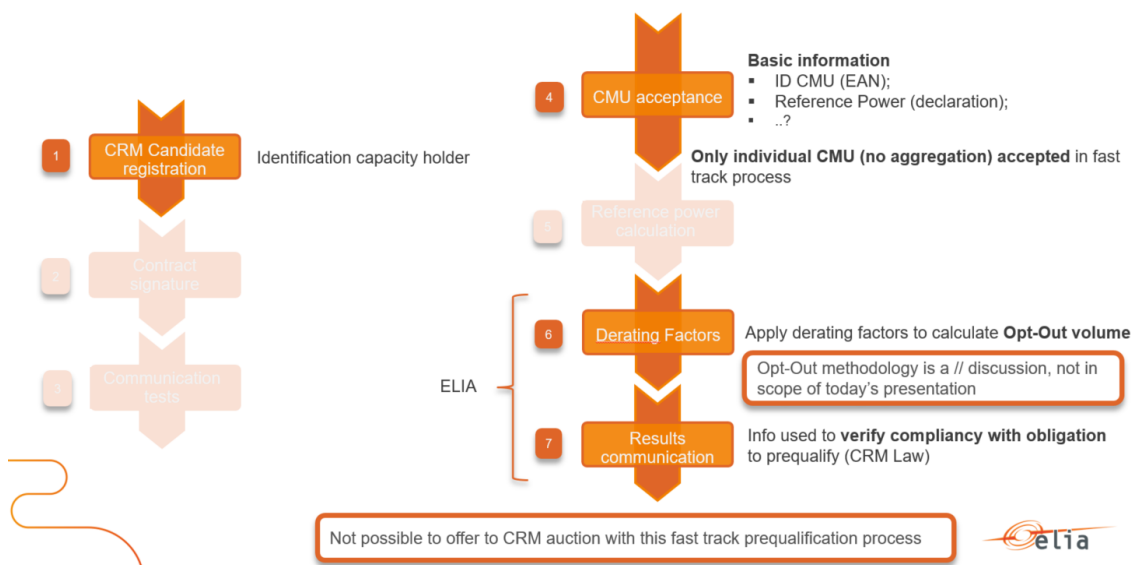 1
CRM Candidate
registration
Identification capacity holder
2
Contract
signature
3
Communication
tests
4
CMU acceptance
Basic information
▪ ID CMU (EAN);
▪ Reference Power (declaration);
▪ ..?
Only individual CMU (no aggregation) accepted in fast
track process
5
Reference power
calculation
ELIA
6
Derating Factors
Apply derating factors to calculate Opt-Out volume
Opt-Out methodology is a // discussion, not in
scope of today's presentation
7
Results
communication
Info used to verify compliancy with obligation
to prequalify (CRM Law)
Not possible to offer to CRM auction with this fast track prequalification process
elia